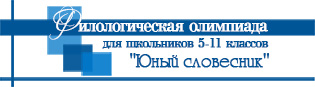 Филологическая олимпиада
для школьников 5-11 классов
"Юный словесник"